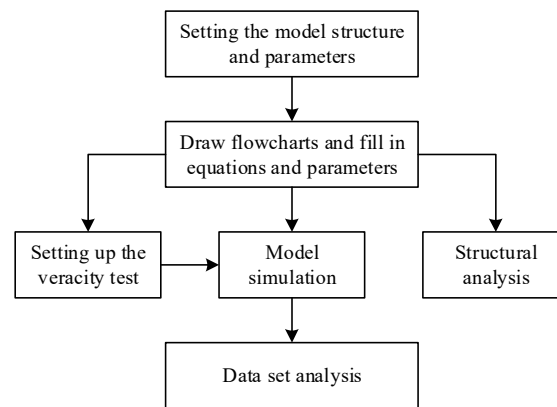 Setting the model structure
and parameters
Draw flowcharts and fill in
equations and parameters
Setting up the
veracity test
Model
simulation
Structural
analysis
Data set analysis